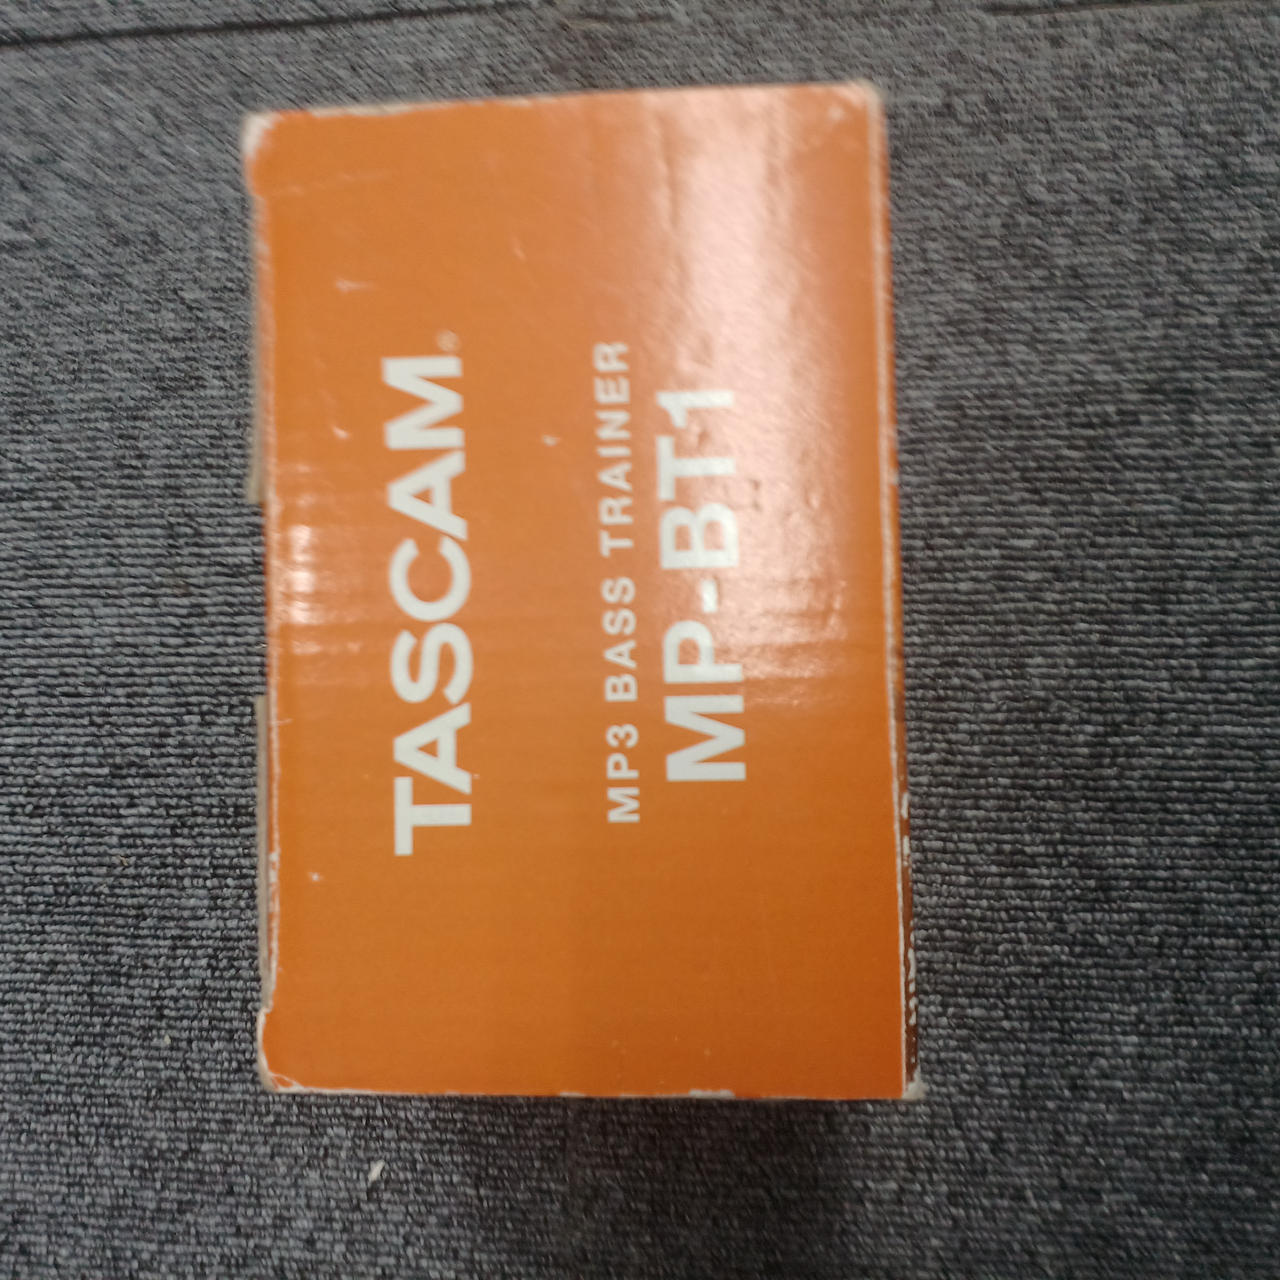 TASCAM®
MP3 BASS TRAINER
MP-BT1